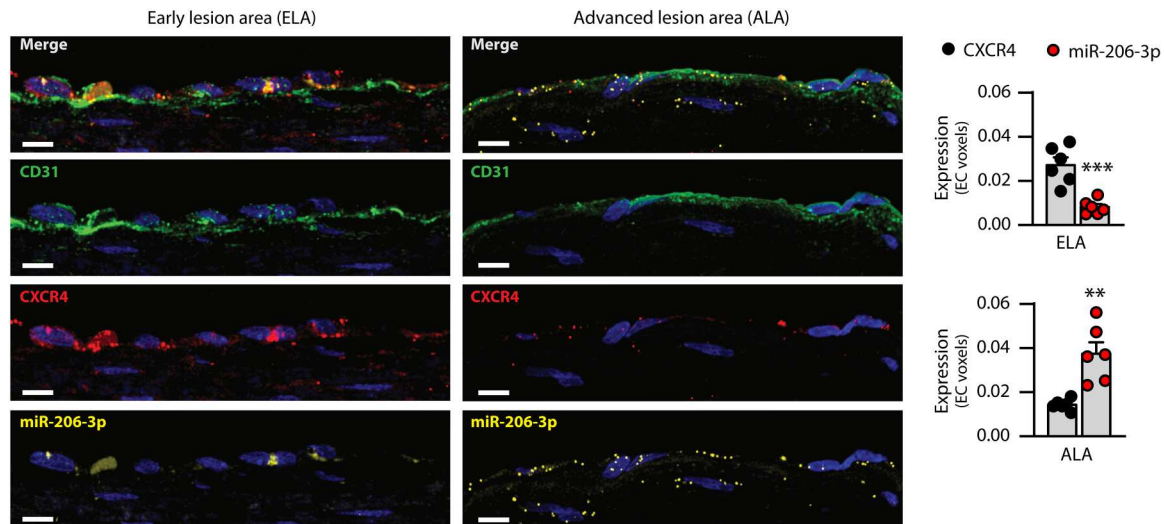 Early lesion area (ELA)
Advanced lesion area (ALA)
Merge
CD31
CXCR4
miR-206-3p
Merge
CD31
CXCR4
miR-206-3p
CXCR4
miR-206-3p
Expression
(EC voxels)
0.06
0.04
0.02
0.00
***
ELA
Expression
(EC voxels)
0.06
0.04
0.02
0.00
**
ALA